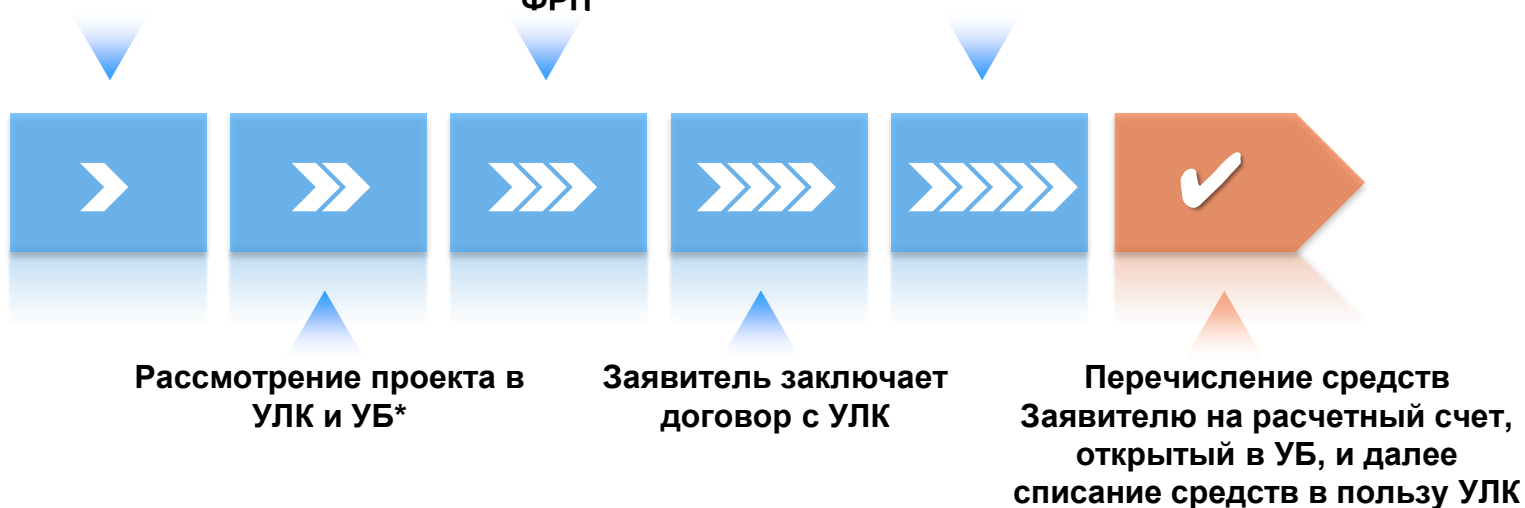 ФРП
Рассмотрение проекта в
УЛК и УБ*
Заявитель заключает
договор с УЛК
Перечисление средств
Заявителю на расчетный счет,
открытый в УБ, и далее
списание средств в пользу УЛК